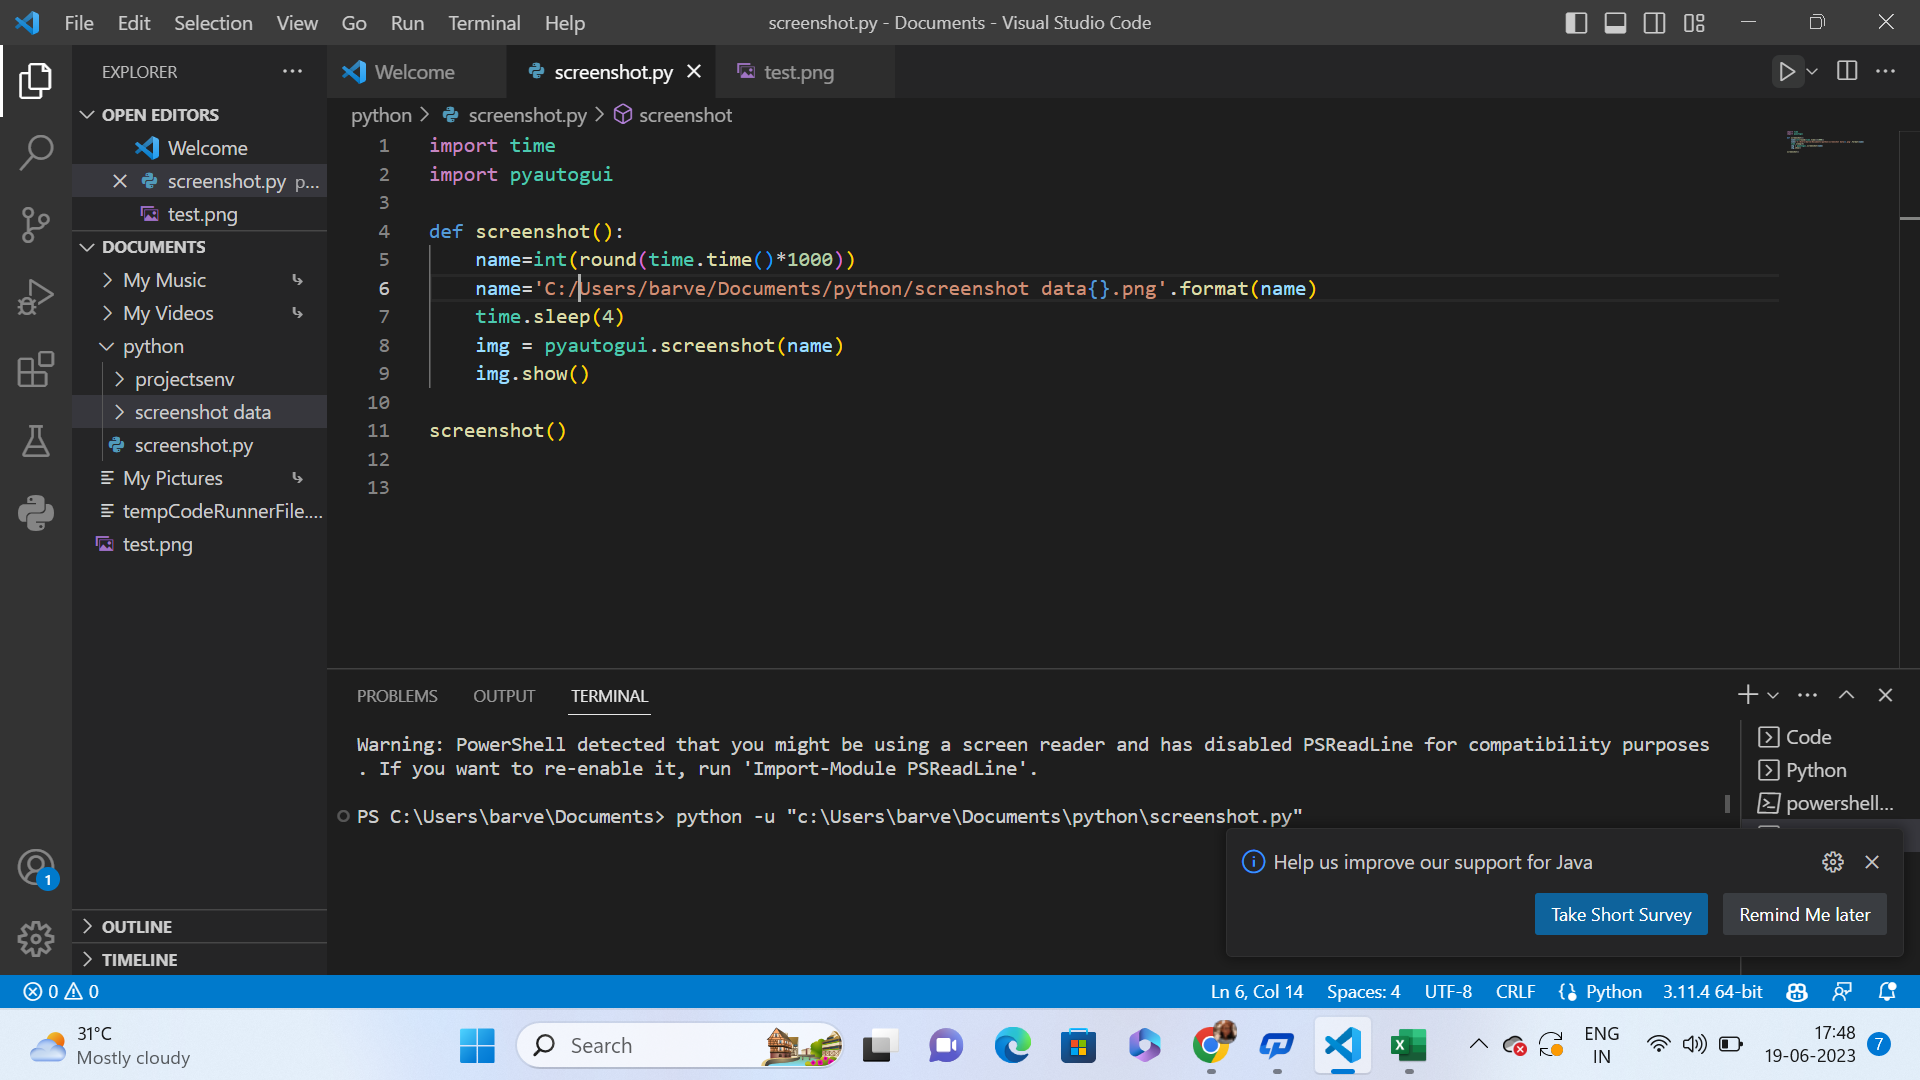 File Edit Selection View Go Run Terminal Help
screenshot.py - Documents - Visual Studio Code
EXPLORER
OPEN EDITORS
Welcome
screenshot.py p...
test.png
DOCUMENTS
My Music
My Videos
python
projectsenv
screenshot data
screenshot.py
My Pictures
tempCodeRunnerFile....
test.png
OUTLINE
TIMELINE
Welcome
screenshot.py
test.png
python > screenshot.py > screenshot
1 import time
2 import pyautogui
3
4 def screenshot():
5 name=int(round(time.time()*1000))
6 name='C:/Users/barve/Documents/python/screenshot data{}.png'.format(name)
7 time.sleep(4)
8 img = pyautogui.screenshot(name)
9 img.show()
10
11 screenshot()
12
13
PROBLEMS OUTPUT TERMINAL
Warning: PowerShell detected that you might be using a screen reader and has disabled PSReadLine for compatibility purposes
. If you want to re-enable it, run 'Import-Module PSReadLine'.
PS C:\Users\barve\Documents> python -u "c:\Users\barve\Documents\python\screenshot.py"
Code
Python
powershell...
Help us improve our support for Java
Take Short Survey
Remind Me later
1
0 0
Ln 6, Col 14 Spaces: 4 UTF-8 CRLF Python 3.11.4 64-bit
31°C
Mostly cloudy
Search
ENG
IN
17:48
19-06-2023
7